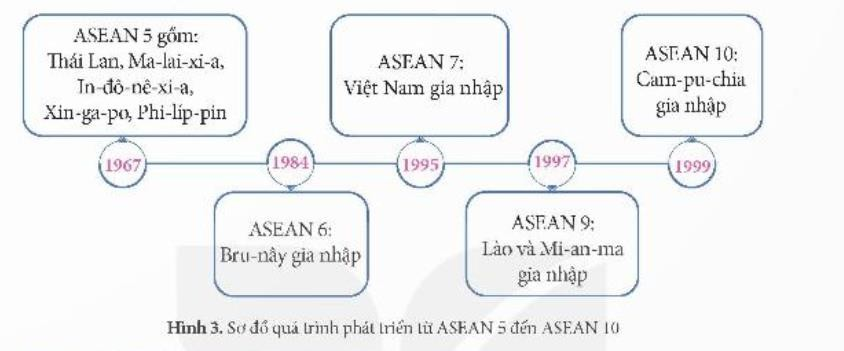 ASEAN 5 gồm:
Thái Lan, Ma-lai-xi-a,
In-đô-nê-xi-a,
Xin-ga-po, Phi-líp-pin
1967
1984
ASEAN 6:
Bru-nây gia nhập
ASEAN 7:
Việt Nam gia nhập
1995
1997
ASEAN 9:
Lào và Mi-an-ma
gia nhập
ASEAN 10:
Cam-pu-chia
gia nhập
1999
Hình 3. Sơ đồ quá trình phát triển từ ASEAN 5 đến ASEAN 10